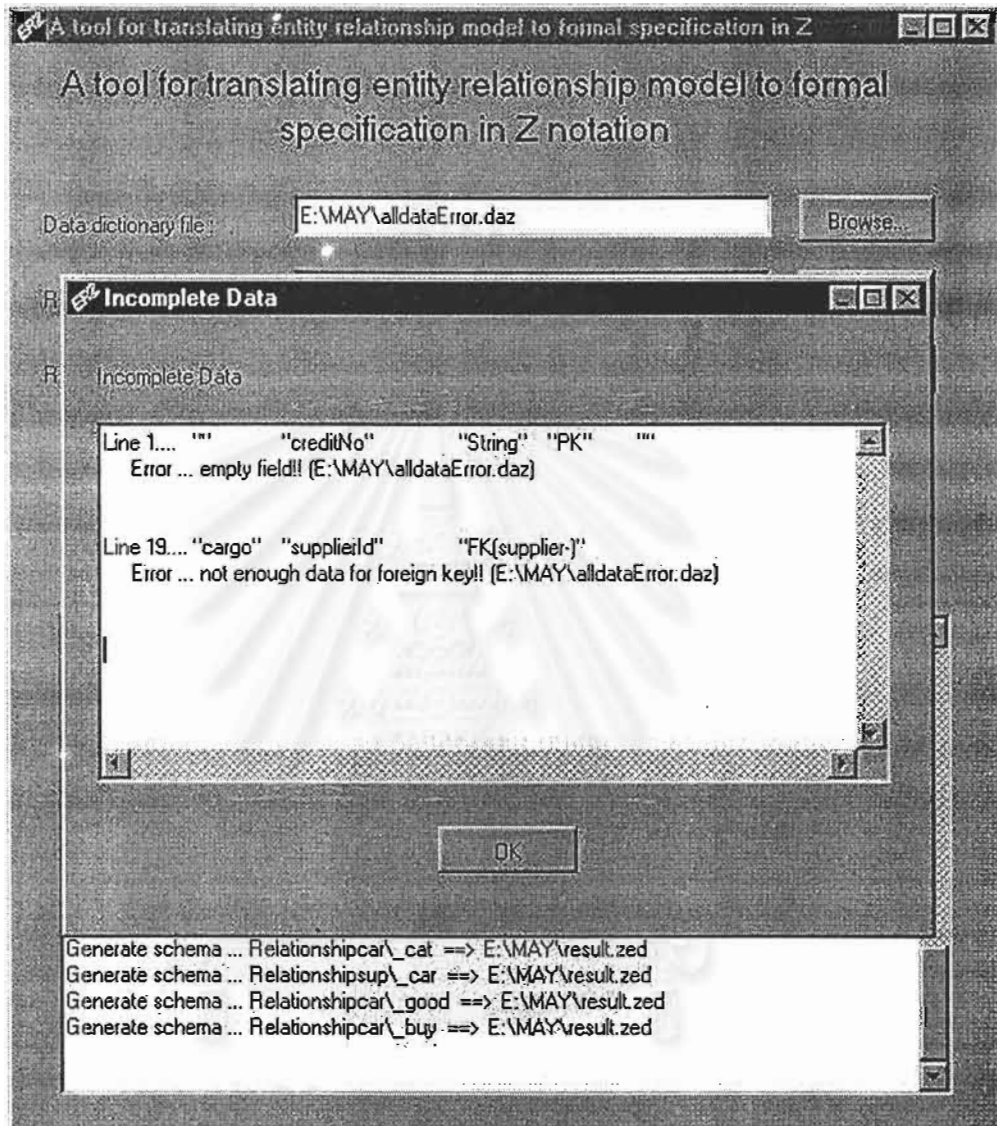 ERZ A tool for translating entity relationship model to formal specification in Z
A tool for translating entity relationship model to formal
specification in Z notation
Data dictionary file :
E:\MAY\alldataError.daz
Browse...
R
ERZ Incomplete Data
R
Incomplete Data
Line 1.... "" "creditNo" "String" "PK" ""
Error ... empty field!! (E:\MAY\alldataError.daz)
Line 19.... "cargo" "supplierId" "FK(supplier-)"
Error ... not enough data for foreign key!! (E:\MAY\alldataError.daz)
OK
Generate schema ... Relationshipcar\_cat ==> E:\MAY\result.zed
Generate schema ... Relationshipsup\_car ==> E:\MAY\result.zed
Generate schema ... Relationshipcar\_good ==> E:\MAY\result.zed
Generate schema ... Relationshipcar\_buy ==> E:\MAY\result.zed